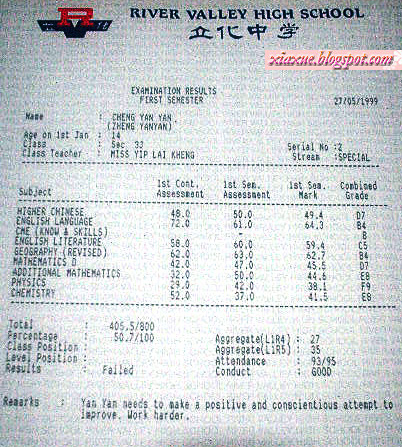 RIVER VALLEY HIGH SCHOOL
立化中学
xiaxue.blogspot.com
EXAMINATION RESULTS
FIRST SEMESTER 27/05/1999
Name : CHENG YAN YAN
(ZHENG YANYAN)
Age on 1st Jan : 14
Class : Sec 3J Serial No :2
Class Teacher : MISS YIP LAI KHENG Stream :SPECIAL
Subject 1st Cont. Assessment 1st Sem. Assessment 1st Sem. Mark Combined Grade
HIGHER CHINESE 48.0 50.0 49.4 D7
ENGLISH LANGUAGE 72.0 61.0 64.3 B4
CME (KNOW & SKILLS) - - - B
ENGLISH LITERATURE 58.0 60.0 59.4 C5
GEOGRAPHY (REVISED) 62.0 63.0 62.7 B4
MATHEMATICS D 42.0 47.0 45.5 D7
ADDITIONAL MATHEMATICS 32.0 50.0 44.6 E8
PHYSICS 29.0 42.0 38.1 F9
CHEMISTRY 52.0 37.0 41.5 E8
Total : 405.5/800
Percentage : 50.7/100 Aggregate(L1R4) : 27
Class Position : Aggregate(L1R5) : 35
Level Position : Attendance : 93/95
Results : Failed Conduct : GOOD
Remarks : Yan Yan needs to make a positive and conscientious attempt to
improve. Work harder.